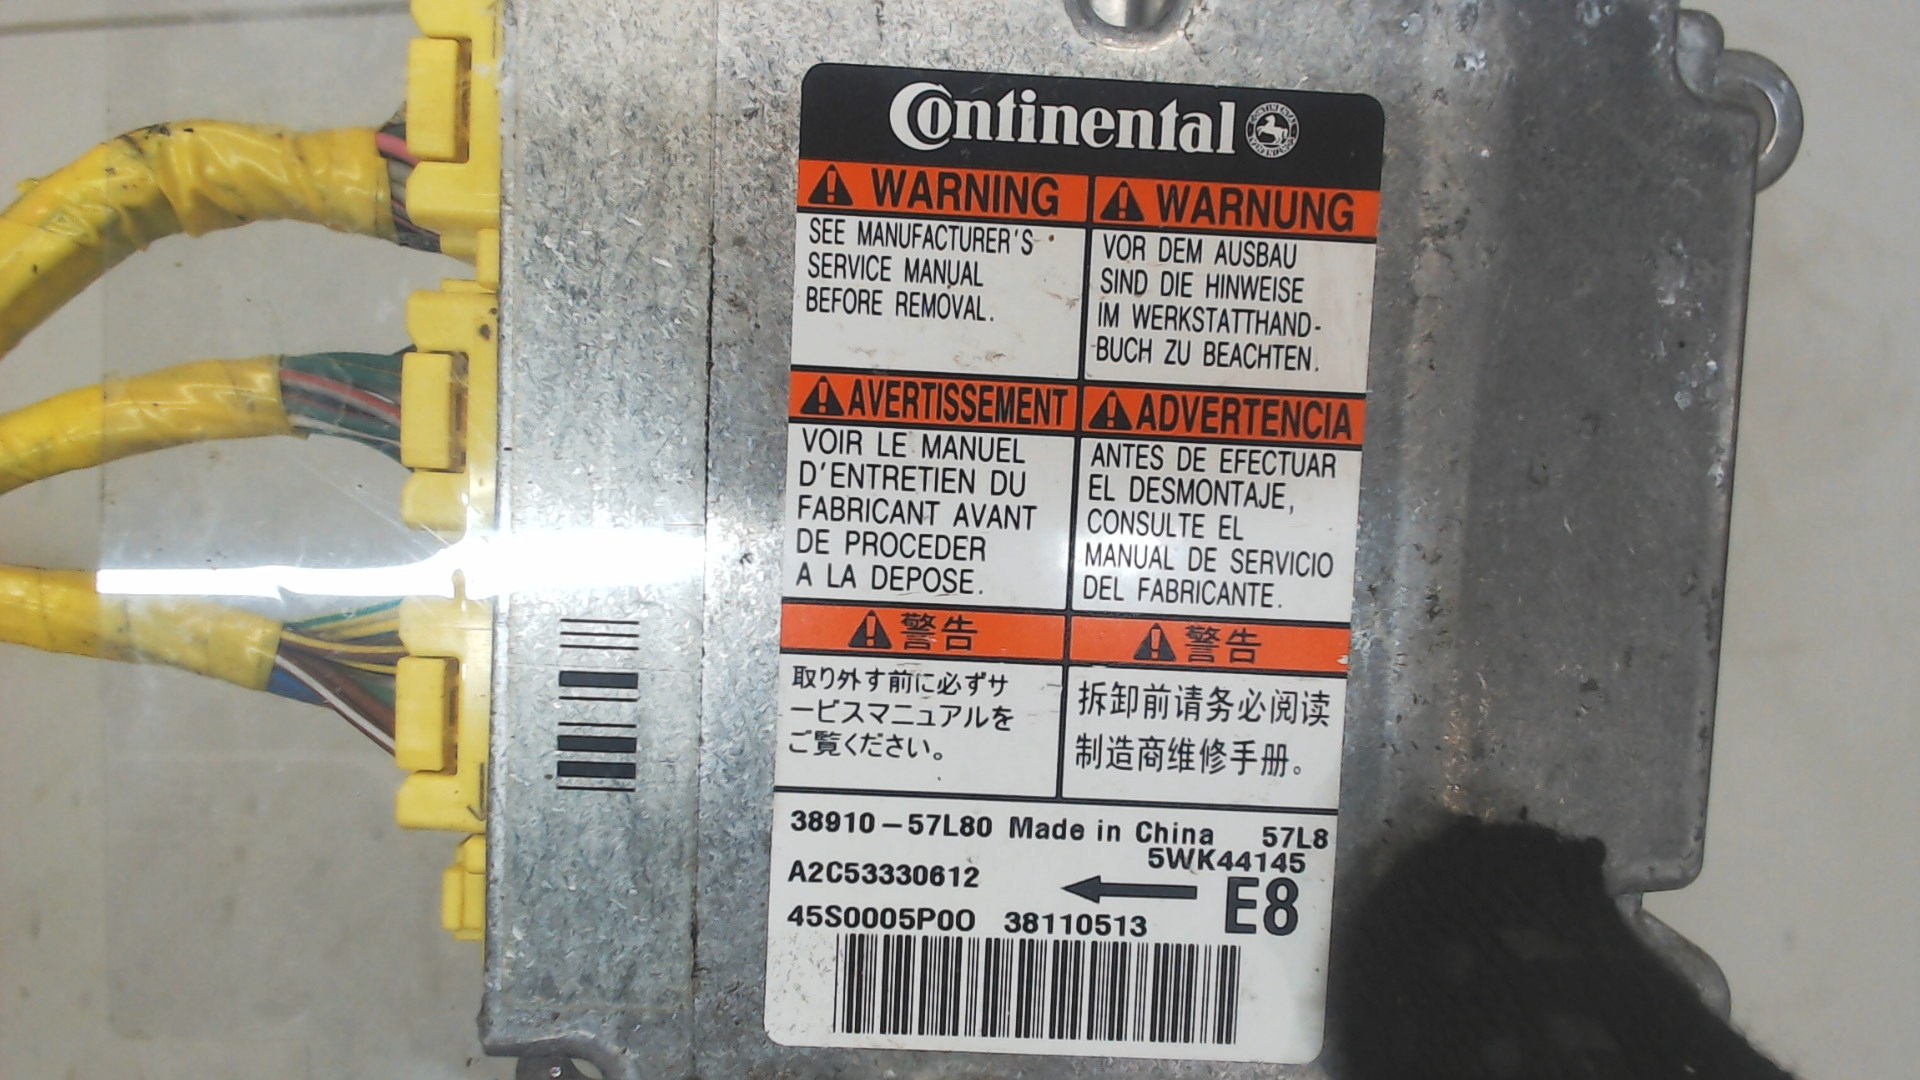 Continental
WARNING
SEE MANUFACTURER'S
SERVICE MANUAL
BEFORE REMOVAL.
WARNUNG
VOR DEM AUSBAU
SIND DIE HINWEISE
IM WERKSTATTHAND-
BUCH ZU BEACHTEN.
AVERTISSEMENT
VOIR LE MANUEL
D'ENTRETIEN DU
FABRICANT AVANT
DE PROCEDER
A LA DEPOSE.
ADVERTENCIA
ANTES DE EFECTUAR
EL DESMONTAJE,
CONSULTE EL
MANUAL DE SERVICIO
DEL FABRICANTE.
警告
取り外す前に必ずサ
ービスマニュアルを
ご覧ください。
警告
拆卸前请务必阅读
制造商维修手册。
38910-57L80 Made in China 57L8
5WK44145
A2C53330612
E8
45S0005P00 38110513